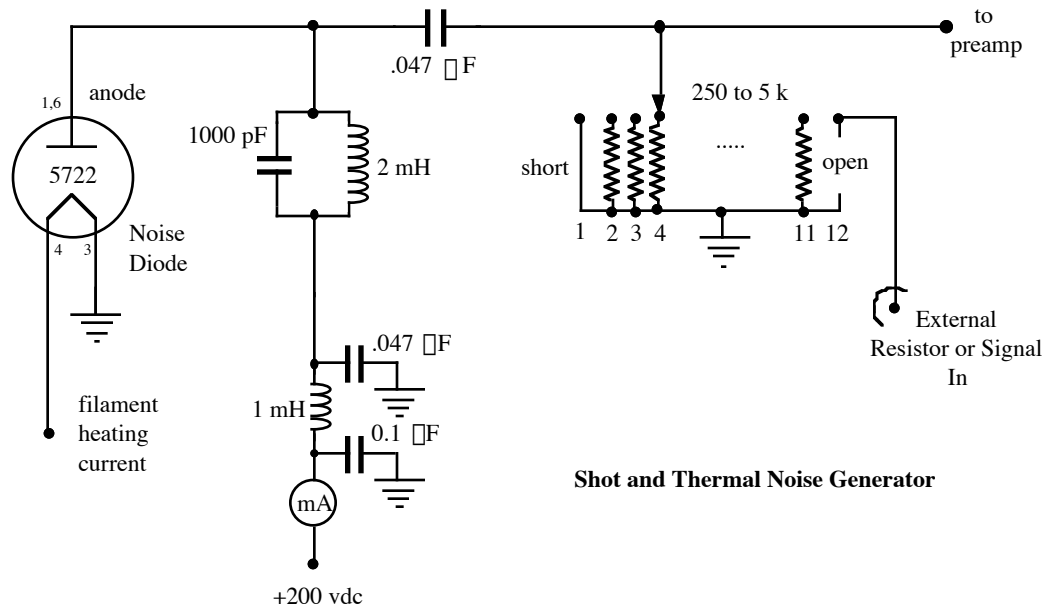 to
preamp
.047 ▯ F
1,6
anode
250 to 5 k
1000 pF
.....
short
open
5722
2 mH
Noise
Diode
4
3
1
2
3
4
11
12
External
Resistor or Signal
In
.047 ▯F
filament
heating
current
1 mH
0.1 ▯F
Shot and Thermal Noise Generator
mA
+200 vdc